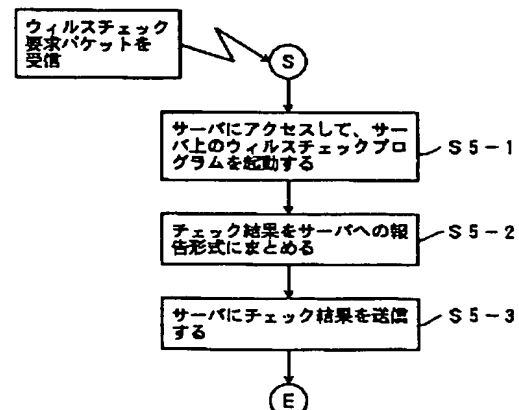 ウィルスチェック
要求パケットを
受信
S
サーバにアクセスして、サー
バ上のウィルスチェックプロ
グラムを起動する
S5-1
チェック結果をサーバへの報
告形式にまとめる
S5-2
サーバにチェック結果を送信
する
S5-3
E